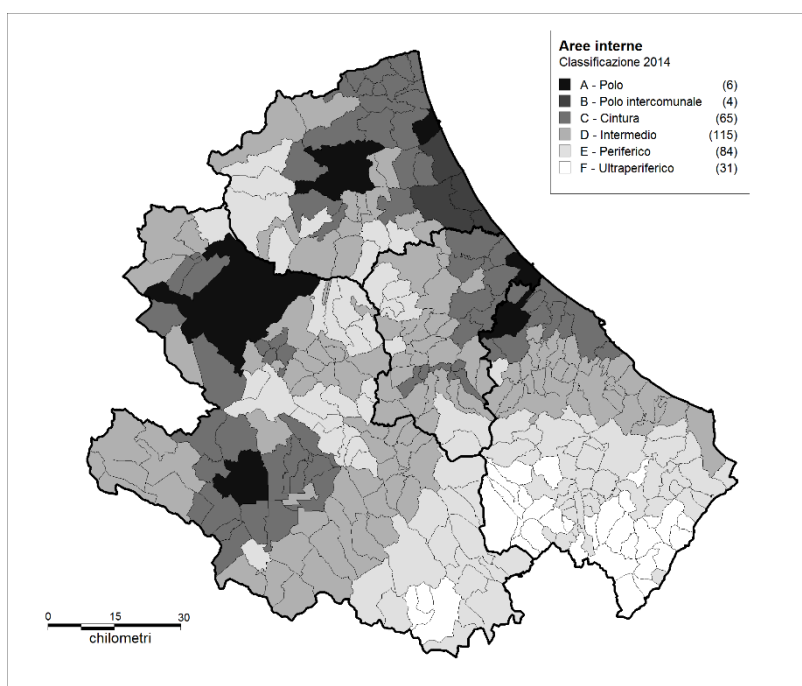 Aree interne
Classificazione 2014
A - Polo (6)
B - Polo intercomunale (4)
C - Cintura (65)
D - Intermedio (115)
E - Periferico (84)
F - Ultraperiferico (31)
0 15 30
chilometri